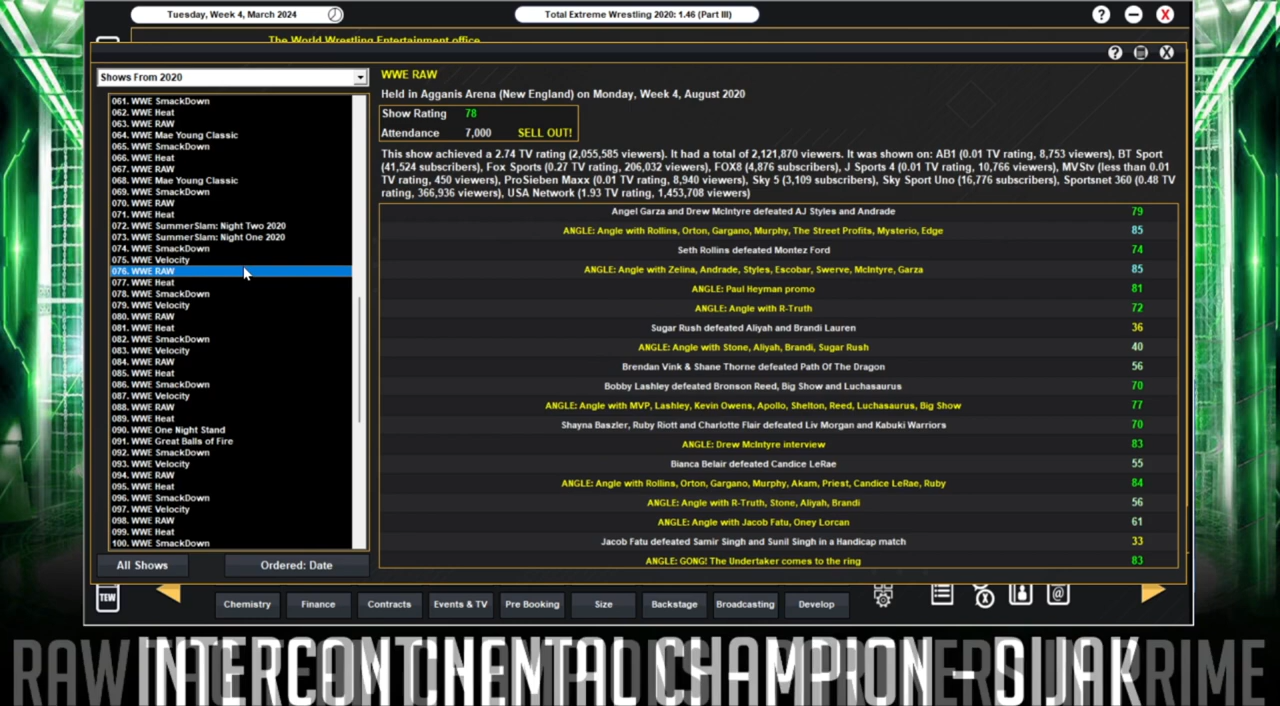 Tuesday, Week 4, March 2024
Total Extreme Wrestling 2020: 1.46 (Part III)
The World Wrestling Entertainment office
Shows From 2020
061. WWE SmackDown
062. WWE Heat
063. WWE RAW
064. WWE Mae Young Classic
065. WWE SmackDown
066. WWE Heat
067. WWE RAW
068. WWE Mae Young Classic
069. WWE SmackDown
070. WWE RAW
071. WWE Heat
072. WWE SummerSlam: Night Two 2020
073. WWE SummerSlam: Night One 2020
074. WWE SmackDown
075. WWE Velocity
076. WWE RAW
077. WWE Heat
078. WWE SmackDown
079. WWE Velocity
080. WWE RAW
081. WWE Heat
082. WWE SmackDown
083. WWE Velocity
084. WWE RAW
085. WWE Heat
086. WWE SmackDown
087. WWE Velocity
088. WWE RAW
089. WWE Heat
090. WWE One Night Stand
091. WWE Great Balls of Fire
092. WWE SmackDown
093. WWE Velocity
094. WWE RAW
095. WWE Heat
096. WWE SmackDown
097. WWE Velocity
098. WWE RAW
099. WWE Heat
100. WWE SmackDown
All Shows
Ordered: Date
WWE RAW
Held in Agganis Arena (New England) on Monday, Week 4, August 2020
Show Rating 78
Attendance 7,000 SELL OUT!
This show achieved a 2.74 TV rating (2,055,585 viewers). It had a total of 2,121,870 viewers. It was shown on: AB1 (0.01 TV rating, 8,753 viewers), BT Sport
(41,524 subscribers), Fox Sports (0.27 TV rating, 206,032 viewers), FOX8 (4,876 subscribers), J Sports 4 (0.01 TV rating, 10,766 viewers), MVStv (less than 0.01
TV rating, 450 viewers), ProSieben Maxx (0.01 TV rating, 8,940 viewers), Sky 5 (3,109 subscribers), Sky Sport Uno (16,776 subscribers), Sportsnet 360 (0.48 TV
rating, 366,936 viewers), USA Network (1.93 TV rating, 1,453,708 viewers)
Angel Garza and Drew McIntyre defeated AJ Styles and Andrade 79
ANGLE: Angle with Rollins, Orton, Gargano, Murphy, The Street Profits, Mysterio, Edge 85
Seth Rollins defeated Montez Ford 74
ANGLE: Angle with Zelina, Andrade, Styles, Escobar, Swerve, McIntyre, Garza 85
ANGLE: Paul Heyman promo 81
ANGLE: Angle with R-Truth 72
Sugar Rush defeated Aliyah and Brandi Lauren 36
ANGLE: Angle with Stone, Aliyah, Brandi, Sugar Rush 40
Brendan Vink & Shane Thorne defeated Path Of The Dragon 56
Bobby Lashley defeated Bronson Reed, Big Show and Luchasaurus 70
ANGLE: Angle with MVP, Lashley, Kevin Owens, Apollo, Shelton, Reed, Luchasaurus, Big Show 77
Shayna Baszler, Ruby Riott and Charlotte Flair defeated Liv Morgan and Kabuki Warriors 70
ANGLE: Drew McIntyre interview 83
Bianca Belair defeated Candice LeRae 55
ANGLE: Angle with Rollins, Orton, Gargano, Murphy, Akam, Priest, Candice LeRae, Ruby 84
ANGLE: Angle with R-Truth, Stone, Aliyah, Brandi 56
ANGLE: Angle with Jacob Fatu, Oney Lorcan 61
Jacob Fatu defeated Samir Singh and Sunil Singh in a Handicap match 33
ANGLE: GONG! The Undertaker comes to the ring 83
TEW
Chemistry
Finance
Contracts
Events & TV
Pre Booking
Size
Backstage
Broadcasting
Develop
RAW INTERCONTINENTAL CHAMPION - SIJAK